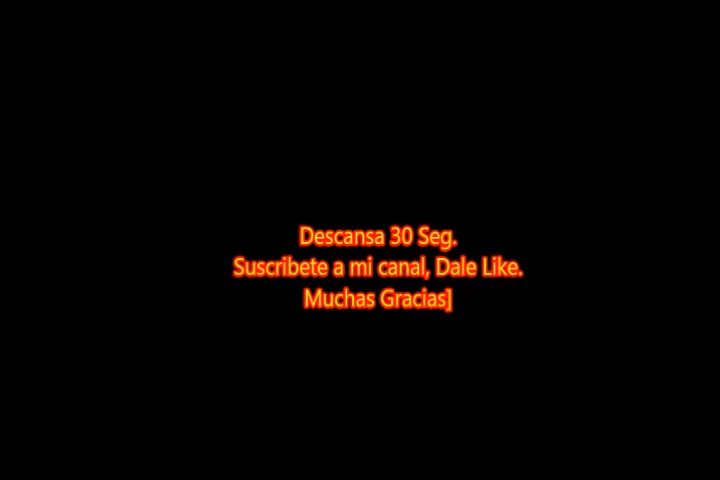 Descansa 30 Seg.
Suscribete a mi canal, Dale Like.
Muchas Gracias]